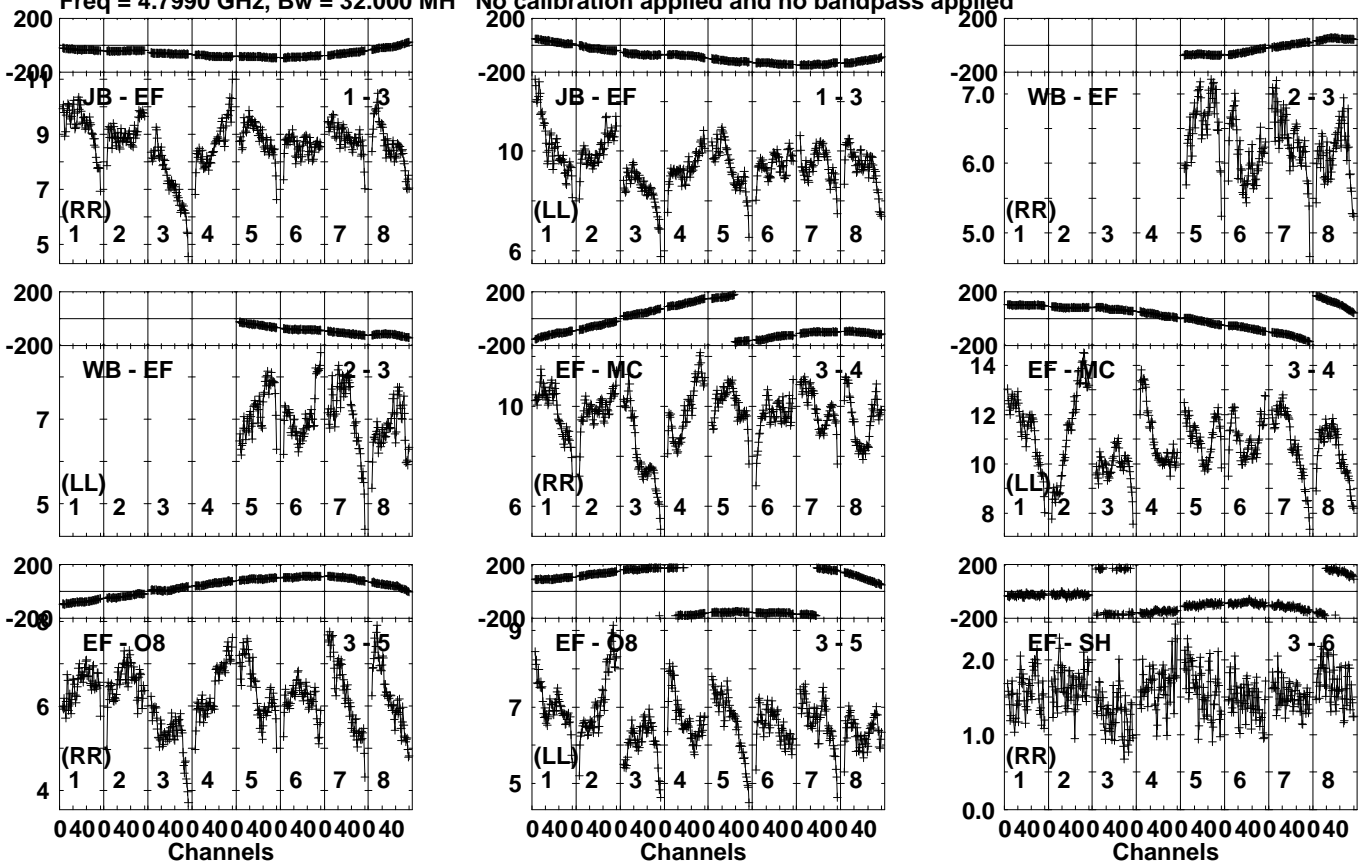 Freq = 4.7990 GHz, Bw = 32.000 MH No calibration applied and no bandpass applied
200
-200
11
9
7
5
JB - EF
1 - 3
(RR)
1 2 3 4 5 6 7 8
200
-200
10
6
JB - EF
1 - 3
(LL)
1 2 3 4 5 6 7 8
200
-200
7.0
6.0
5.0
WB - EF
2 - 3
(RR)
1 2 3 4 5 6 7 8
200
-200
7
5
WB - EF
2 - 3
(LL)
1 2 3 4 5 6 7 8
200
-200
10
6
EF - MC
3 - 4
(RR)
1 2 3 4 5 6 7 8
200
-200
14
12
10
8
EF - MC
3 - 4
(LL)
1 2 3 4 5 6 7 8
200
-200
8
6
4
EF - O8
3 - 5
(RR)
1 2 3 4 5 6 7 8
0 40 0 40 0 40 0 40 0 40 0 40 0 40 0 40
Channels
200
-200
9
7
5
EF - O8
3 - 5
(LL)
1 2 3 4 5 6 7 8
0 40 0 40 0 40 0 40 0 40 0 40 0 40 0 40
Channels
200
-200
2.0
1.0
0.0
EF - SH
3 - 6
(RR)
1 2 3 4 5 6 7 8
0 40 0 40 0 40 0 40 0 40 0 40 0 40 0 40
Channels